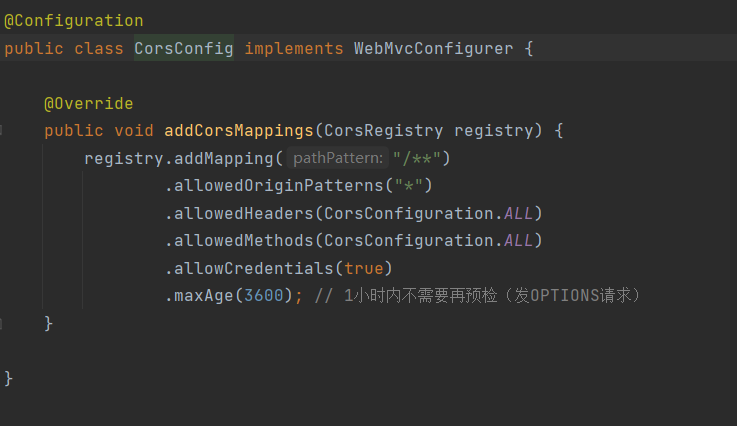 @Configuration
public class CorsConfig implements WebMvcConfigurer {
@Override
public void addCorsMappings(CorsRegistry registry) {
registry.addMapping( pathPattern: "/**")
.allowedOriginPatterns("*")
.allowedHeaders(CorsConfiguration.ALL)
.allowedMethods(CorsConfiguration.ALL)
.allowCredentials(true)
.maxAge(3600); // 1小时内不需要再预检（发OPTIONS请求）
}
}